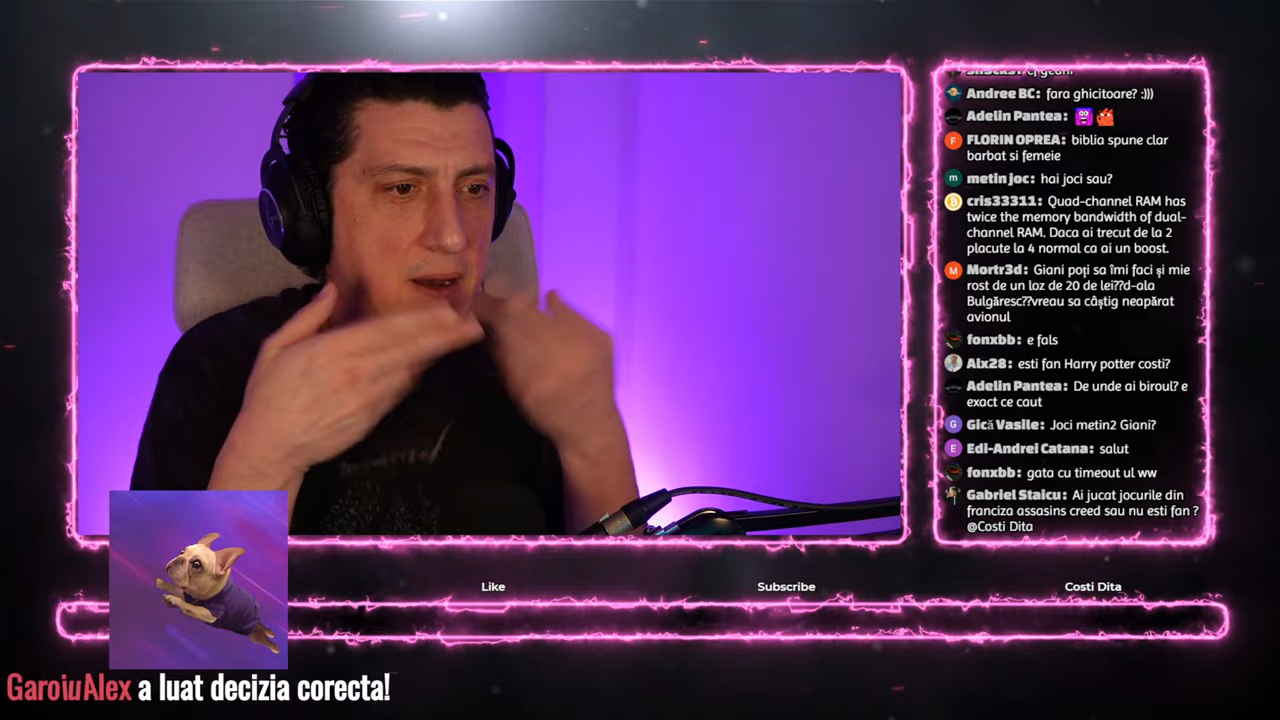 Andree BC: fara ghicitoare? :)))
Adelin Pantea:
FLORIN OPREA: biblia spune clar
barbat si femeie
metin joc: hai joci sau?
cris33311: Quad-channel RAM has
twice the memory bandwidth of dual-
channel RAM. Daca ai trecut de la 2
placute la 4 normal ca ai un boost.
Mortr3d: Giani poți sa îmi faci și mie
rost de un loz de 20 de lei??d-ala
Bulgăresc??vreau sa câștig neapărat
avionul
fonxbb: e fals
Alx28: esti fan Harry potter costi?
Adelin Pantea: De unde ai biroul? e
exact ce caut
Gică Vasile: Joci metin2 Giani?
Edi-Andrei Catana: salut
fonxbb: gata cu timeout ul ww
Gabriel Staicu: Ai jucat jocurile din
franciza assasins creed sau nu esti fan ?
@Costi Dita
Like
Subscribe
Costi Dita
GaroiuAlex a luat decizia corecta!